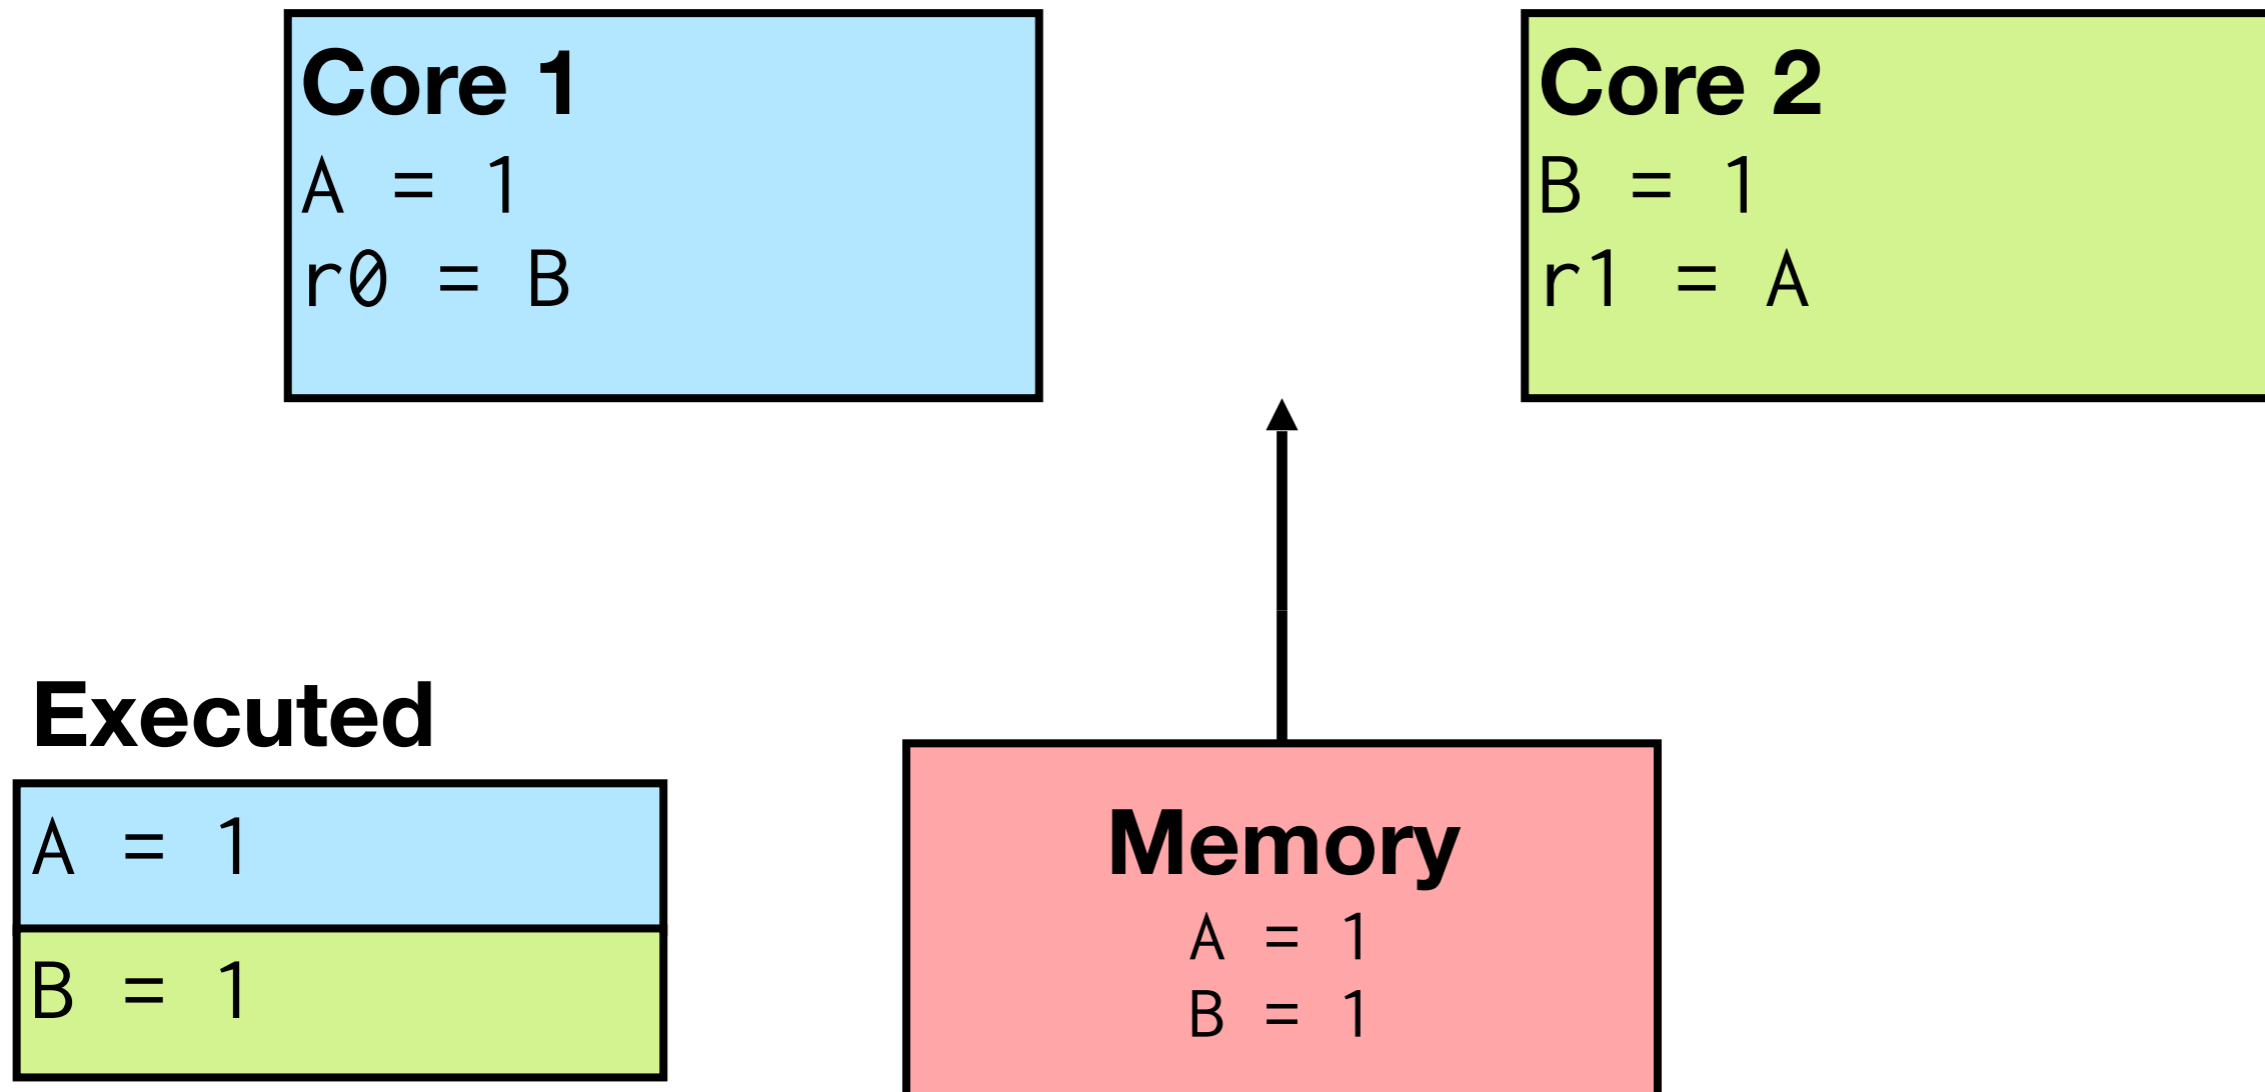 Core 1
A = 1
r0 = B
Core 2
B = 1
r1 = A
Executed
A = 1
B = 1
Memory
A = 1
B = 1